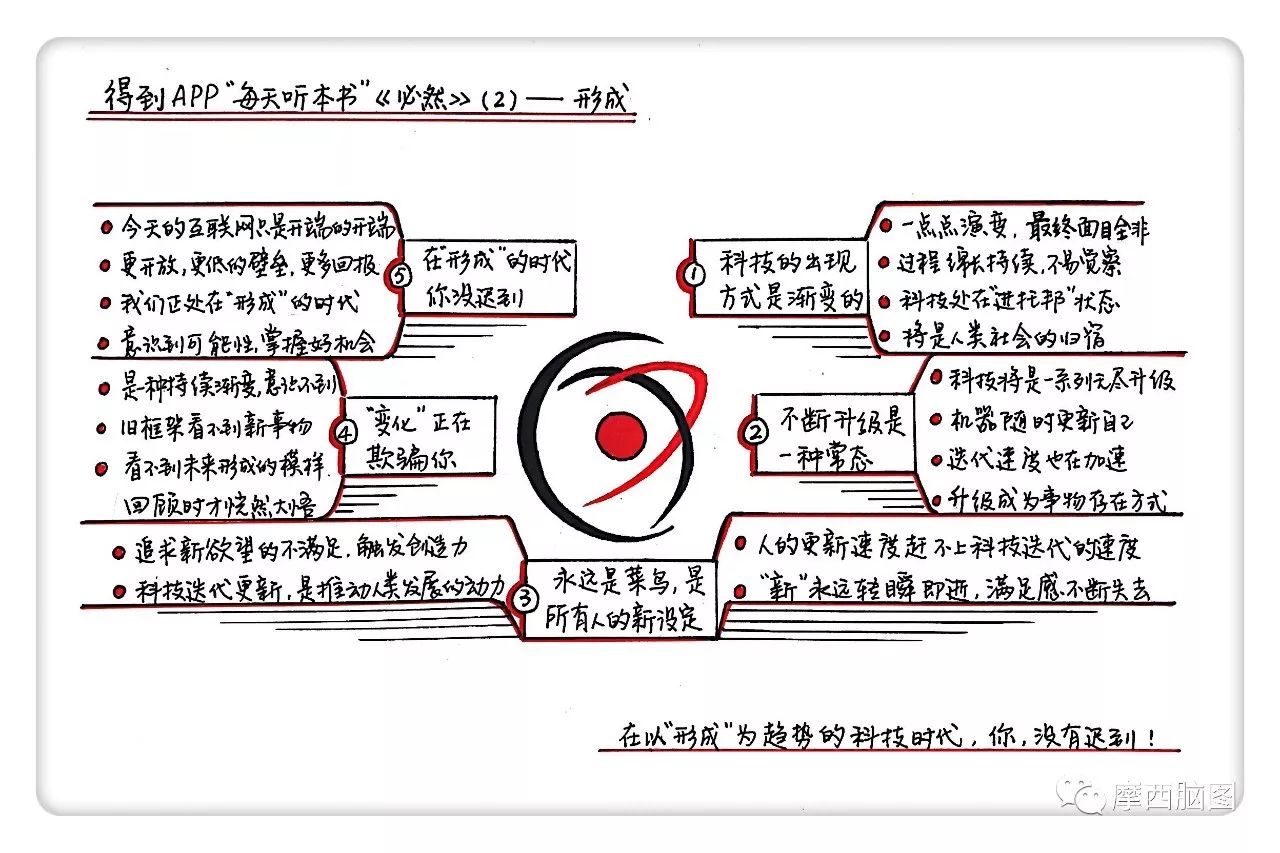 得到APP“每天听本书”《必然》(2)——形成
①
科技的出现
方式是渐变的
一点点演变，最终面目全非
过程绵长持续，不易觉察
科技处在“进托邦”状态
将是人类社会的归宿
②
不断升级是
一种常态
科技将是一系列无尽升级
机器随时更新自己
迭代速度也在加速
升级成为事物存在方式
③
永远是菜鸟，是
所有人的新设定
人的更新速度赶不上科技迭代的速度
“新”永远转瞬即逝，满足感不断失去
追求新欲望的不满足，触发创造力
科技迭代更新，是推动人类发展的动力
④
“变化”正在
欺骗你
是一种持续渐变，意识不到
旧框架看不到新事物
看不到未来形成的模样
回顾时才恍然大悟
⑤
在“形成”的时代
你没迟到
今天的互联网只是开端的开端
更开放，更低的壁垒，更多回报
我们正处在“形成”的时代
意识到可能性，掌握好机会
在以“形成”为趋势的科技时代，你，没有迟到！
摩西脑图